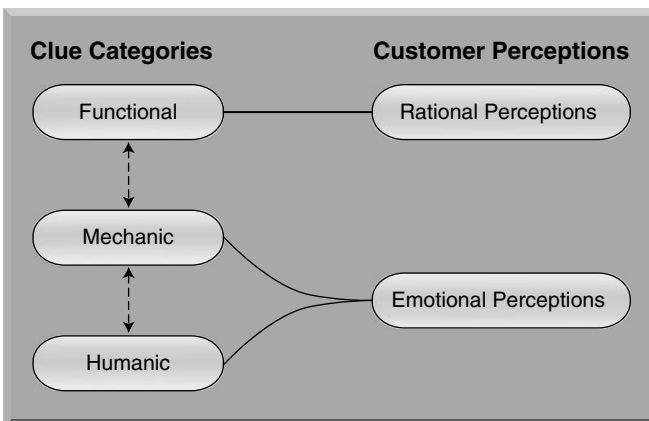 Clue Categories
Customer Perceptions
Functional
Rational Perceptions
Mechanic
Emotional Perceptions
Humanic